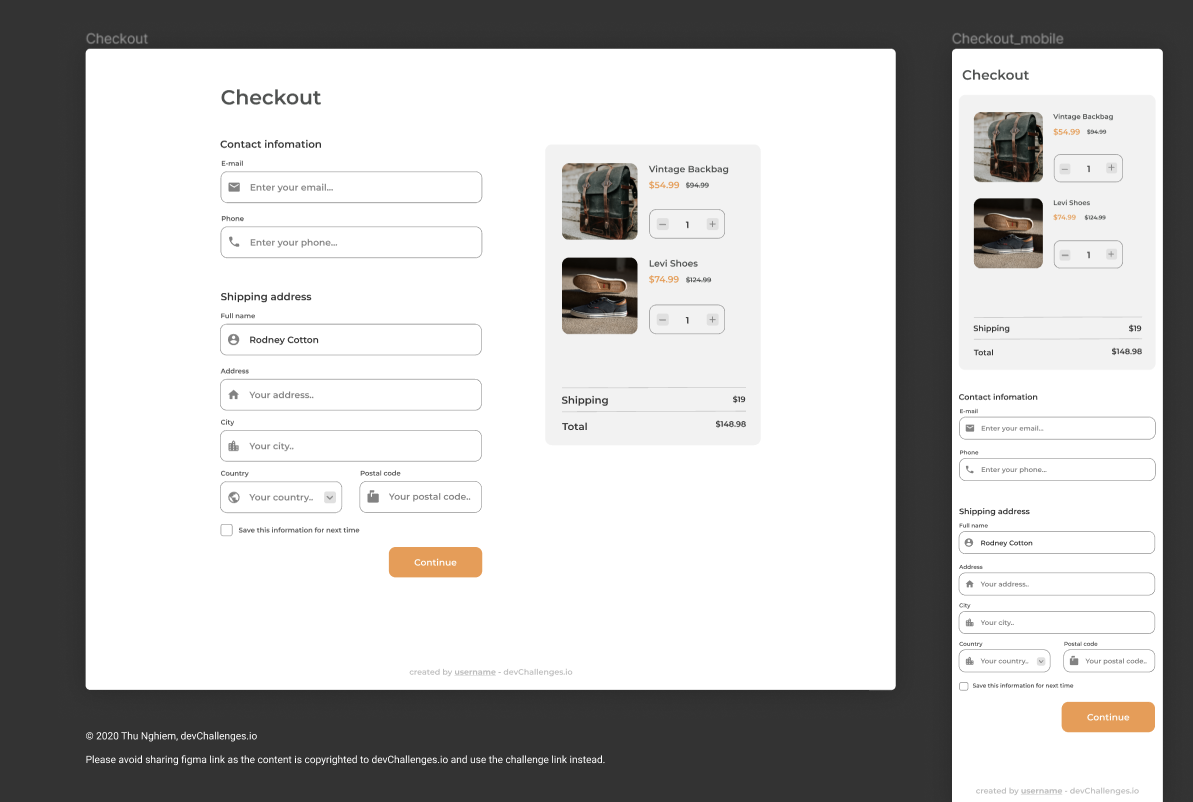 Checkout
Checkout
Contact infomation
E-mail
Enter your email...
Phone
Enter your phone...
Shipping address
Full name
Rodney Cotton
Address
Your address..
City
Your city..
Country
Your country..
Postal code
Your postal code..
Save this information for next time
Continue
Vintage Backbag
$54.99 $94.99
1
Levi Shoes
$74.99 $124.99
1
Shipping $19
Total $148.98
created by username - devChallenges.io
© 2020 Thu Nghiem, devChallenges.io
Please avoid sharing figma link as the content is copyrighted to devChallenges.io and use the challenge link instead.
Checkout_mobile
Checkout
Vintage Backbag
$54.99 $94.99
1
Levi Shoes
$74.99 $124.99
1
Shipping $19
Total $148.98
Contact infomation
E-mail
Enter your email...
Phone
Enter your phone...
Shipping address
Full name
Rodney Cotton
Address
Your address..
City
Your city..
Country
Your country..
Postal code
Your postal code..
Save this information for next time
Continue
created by username - devChallenges.io